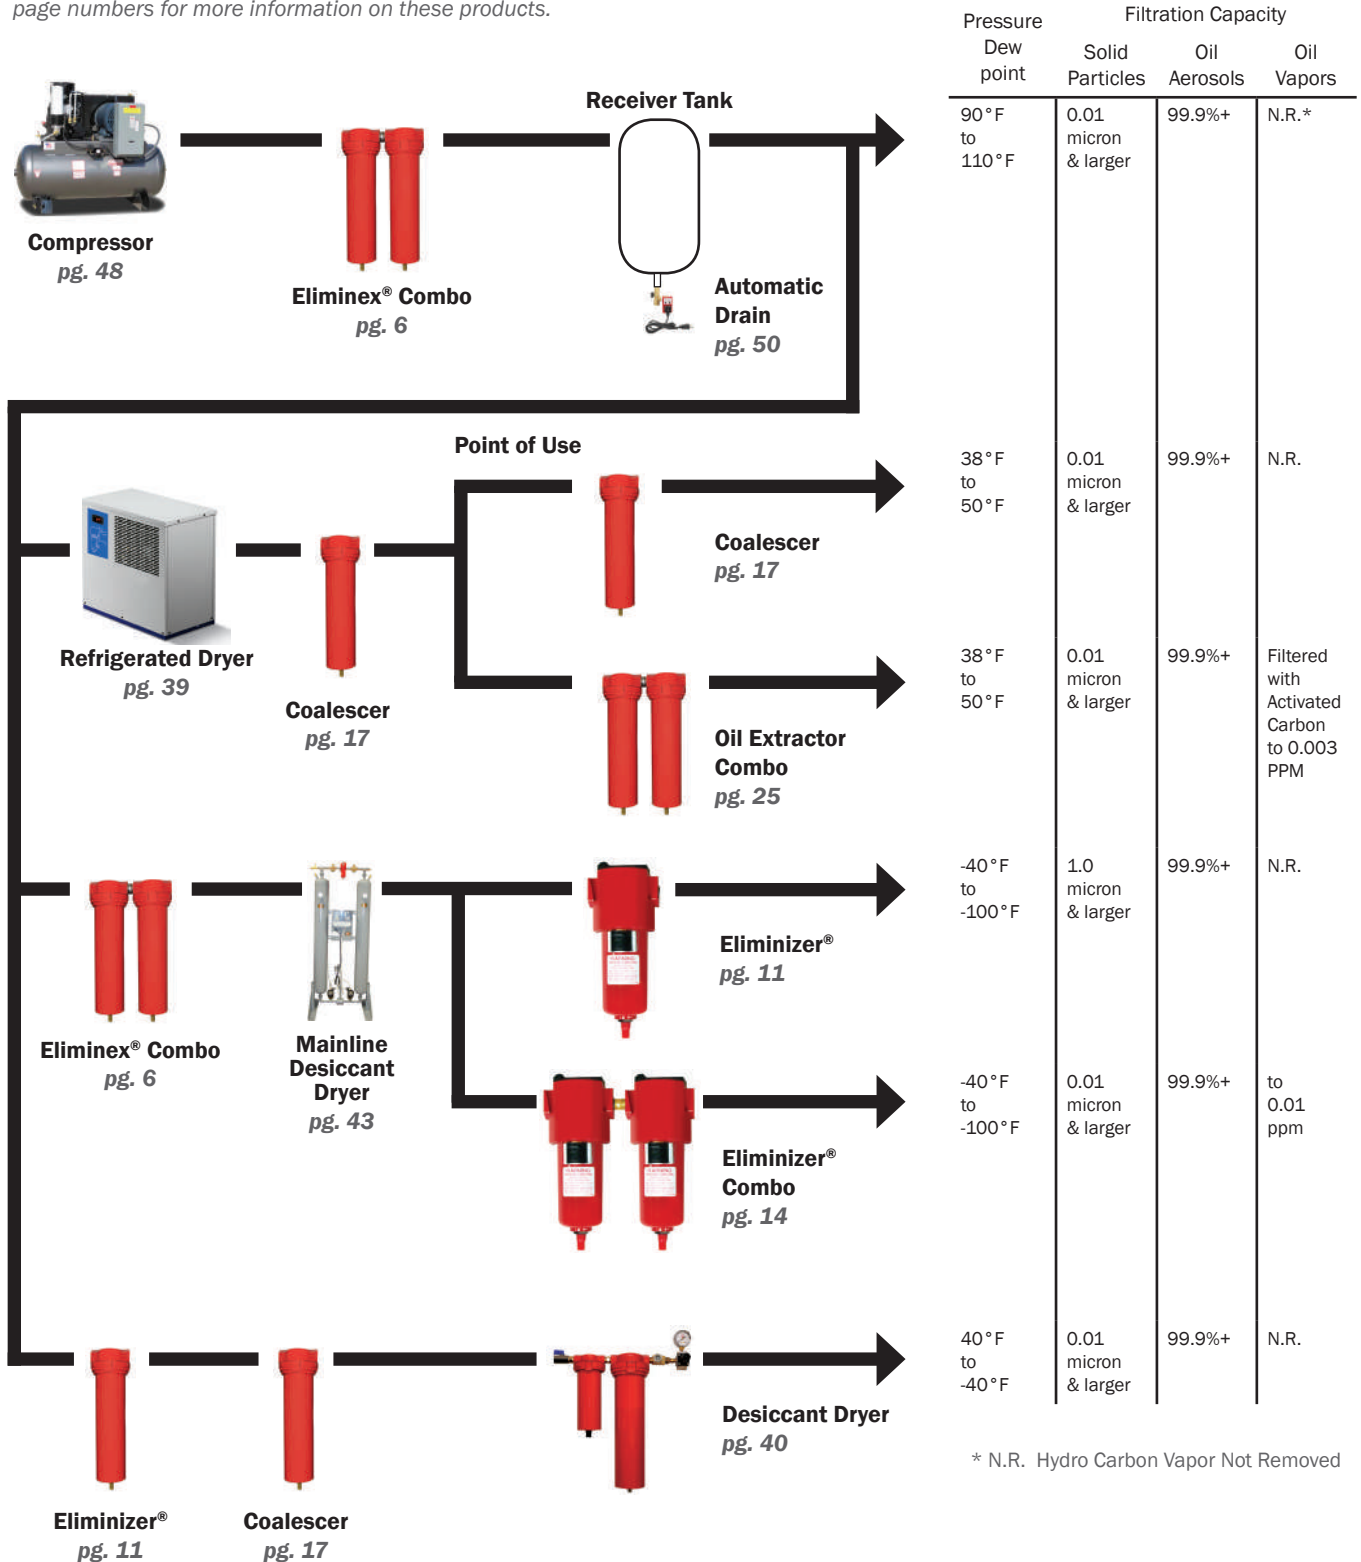 page numbers for more information on these products.
Pressure
Dew
point
Filtration Capacity
Solid
Particles
Oil
Aerosols
Oil
Vapors
Compressor
pg. 48
Eliminex® Combo
pg. 6
Receiver Tank
Automatic
Drain
pg. 50
90°F
to
110°F
0.01
micron
& larger
99.9%+
N.R.*
Point of Use
Refrigerated Dryer
pg. 39
Coalescer
pg. 17
Coalescer
pg. 17
38°F
to
50°F
0.01
micron
& larger
99.9%+
N.R.
Oil Extractor
Combo
pg. 25
38°F
to
50°F
0.01
micron
& larger
99.9%+
Filtered
with
Activated
Carbon
to 0.003
PPM
Eliminex® Combo
pg. 6
Mainline
Desiccant
Dryer
pg. 43
Eliminizer®
pg. 11
-40°F
to
-100°F
1.0
micron
& larger
99.9%+
N.R.
Eliminizer®
Combo
pg. 14
-40°F
to
-100°F
0.01
micron
& larger
99.9%+
to
0.01
ppm
Eliminizer®
pg. 11
Coalescer
pg. 17
Desiccant Dryer
pg. 40
40°F
to
-40°F
0.01
micron
& larger
99.9%+
N.R.
* N.R. Hydro Carbon Vapor Not Removed